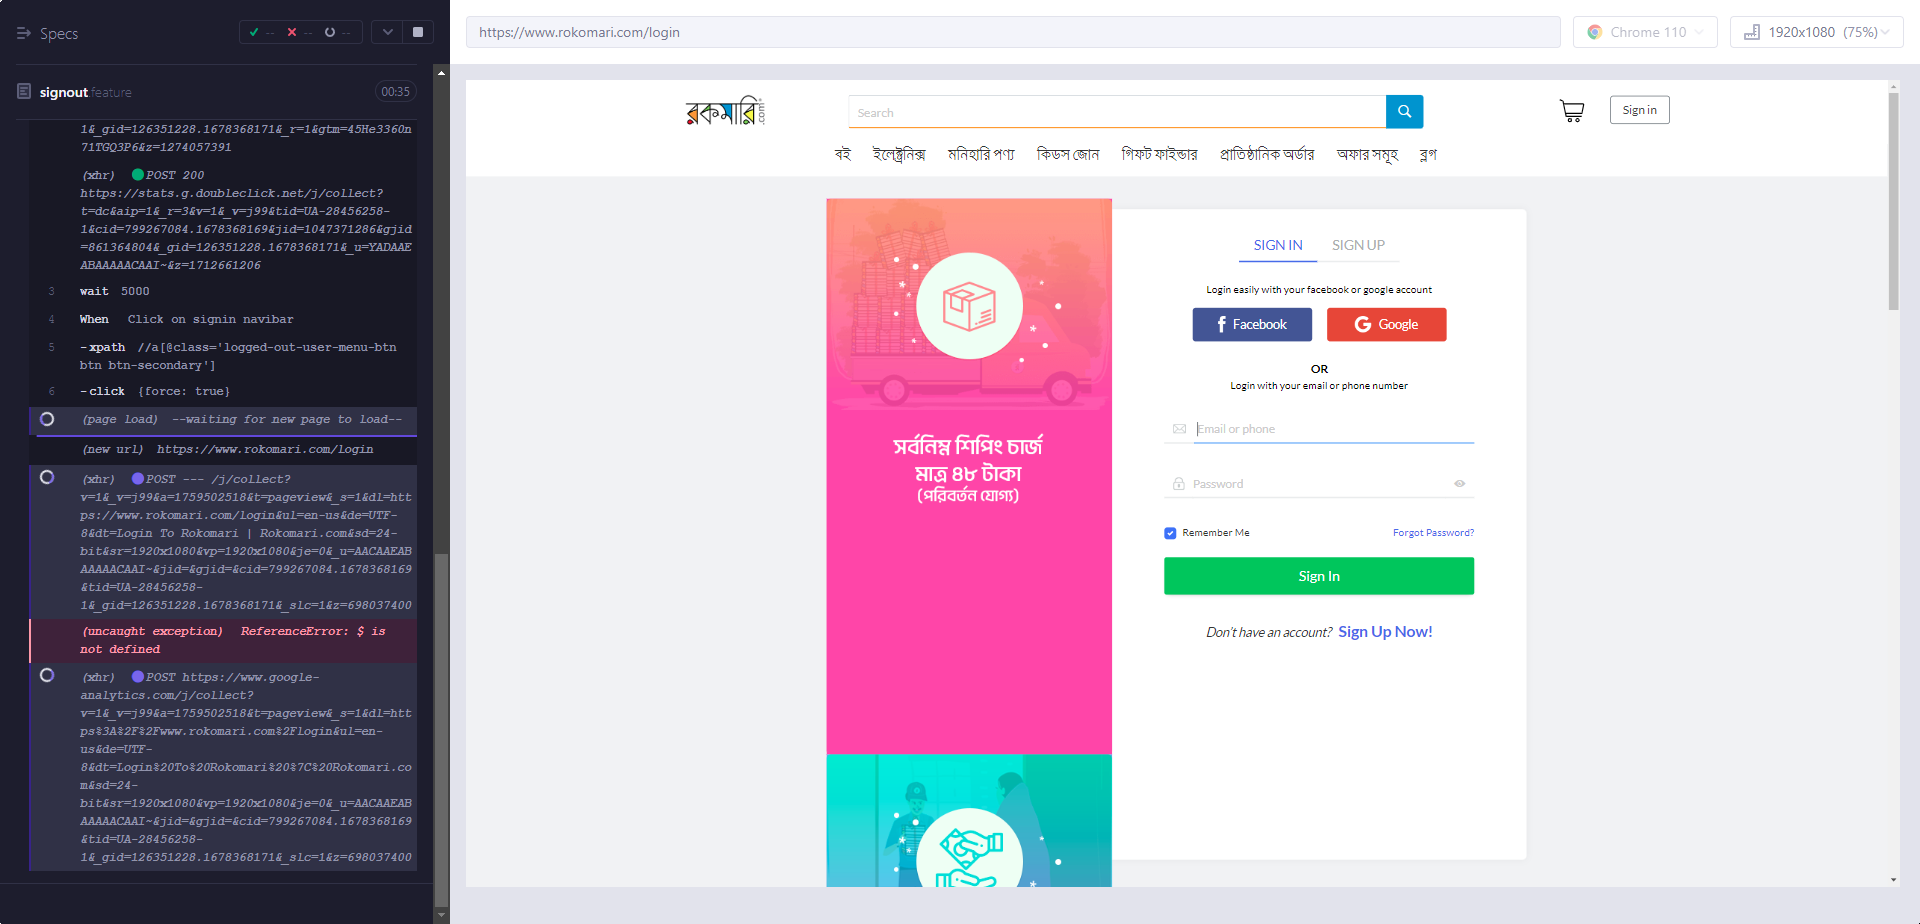 Specs
-- -- --
https://www.rokomari.com/login
Chrome 110
1920x1080 (75%)
signout.feature
00:35
1&_gid=126351228.1678368171&_r=1&gtm=45He3360n
71TGQ3P6&z=1274057391
(xhr) POST 200
https://stats.g.doubleclick.net/j/collect?
t=dc&aip=1&_r=3&v=1&_v=j99&tid=UA-28456258-
1&cid=799267084.1678368169&jid=1047371286&gjid
=861364804&_gid=126351228.1678368171&_u=YADAAE
ABAAAAACAAI~&z=1712661206
3 wait 5000
4 When Click on signin navibar
5 -xpath //a[@class='logged-out-user-menu-btn
btn btn-secondary']
6 -click {force: true}
(page load) --waiting for new page to load--
(new url) https://www.rokomari.com/login
(xhr) POST --- /j/collect?
v=1&_v=j99&a=1759502518&t=pageview&_s=1&dl=htt
ps://www.rokomari.com/login&ul=en-us&de=UTF-
8&dt=Login To Rokomari | Rokomari.com&sd=24-
bit&sr=1920x1080&vp=1920x1080&je=0&_u=AACAAEAB
AAAAACAAI~&jid=&gjid=&cid=799267084.1678368169
&tid=UA-28456258-
1&_gid=126351228.1678368171&_slc=1&z=698037400
(uncaught exception) ReferenceError: $ is
not defined
(xhr) POST https://www.google-
analytics.com/j/collect?
v=1&_v=j99&a=1759502518&t=pageview&_s=1&dl=htt
ps%3A%2F%2Fwww.rokomari.com%2Flogin&ul=en-
us&de=UTF-
8&dt=Login%20To%20Rokomari%20%7C%20Rokomari.co
m&sd=24-
bit&sr=1920x1080&vp=1920x1080&je=0&_u=AACAAEAB
AAAAACAAI~&jid=&gjid=&cid=799267084.1678368169
&tid=UA-28456258-
1&_gid=126351228.1678368171&_slc=1&z=698037400
রকমারি.com
Search
Sign in
বই ইলেক্ট্রনিক্স মনিহারি পণ্য কিডস জোন গিফট ফাইন্ডার প্রাতিষ্ঠানিক অর্ডার অফার সমূহ ব্লগ
সর্বনিম্ন শিপিং চার্জ
মাত্র ৪৮ টাকা
(পরিবর্তন যোগ্য)
SIGN IN SIGN UP
Login easily with your facebook or google account
Facebook Google
OR
Login with your email or phone number
Email or phone
Password
Remember Me Forgot Password?
Sign In
Don't have an account? Sign Up Now!